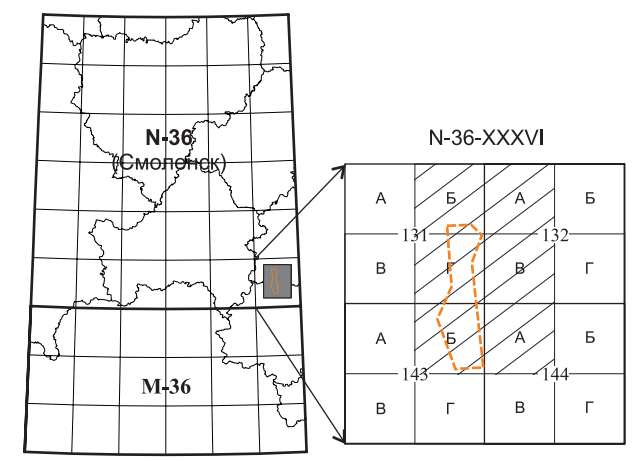 N-36
(Смоленск)
M-36
N-36-XXXVI
А Б А Б
131 132
В Г В Г
А Б А Б
143 144
В Г В Г